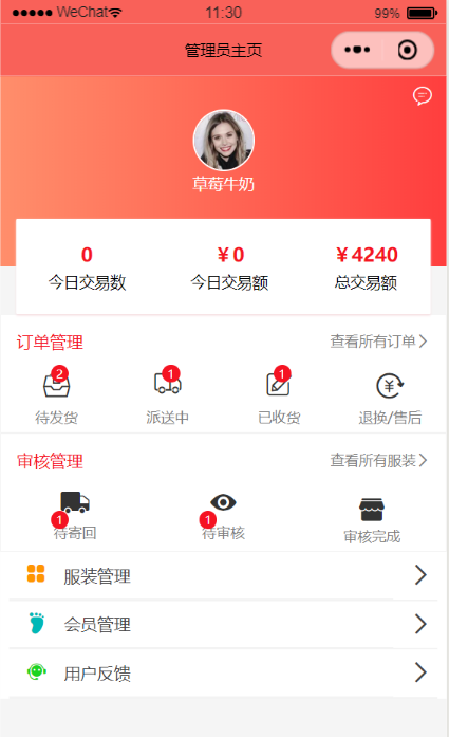 WeChat 11:30 99%
管理员主页
草莓牛奶
0 ¥0 ¥4240
今日交易数 今日交易额 总交易额
订单管理 查看所有订单
2 1 1
待发货 派送中 已收货 退换/售后
审核管理 查看所有服装
1 1
待寄回 待审核 审核完成
服装管理
会员管理
用户反馈